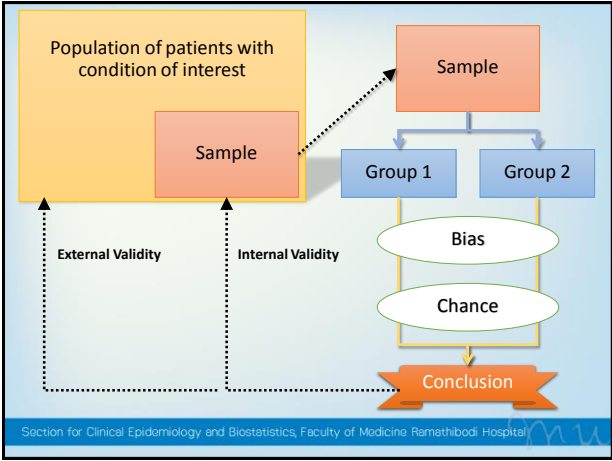 Population of patients with
condition of interest
Sample
Sample
Group 1
Group 2
External Validity
Internal Validity
Bias
Chance
Conclusion
Section for Clinical Epidemiology and Biostatistics, Faculty of Medicine Ramathibodi Hospital
mu